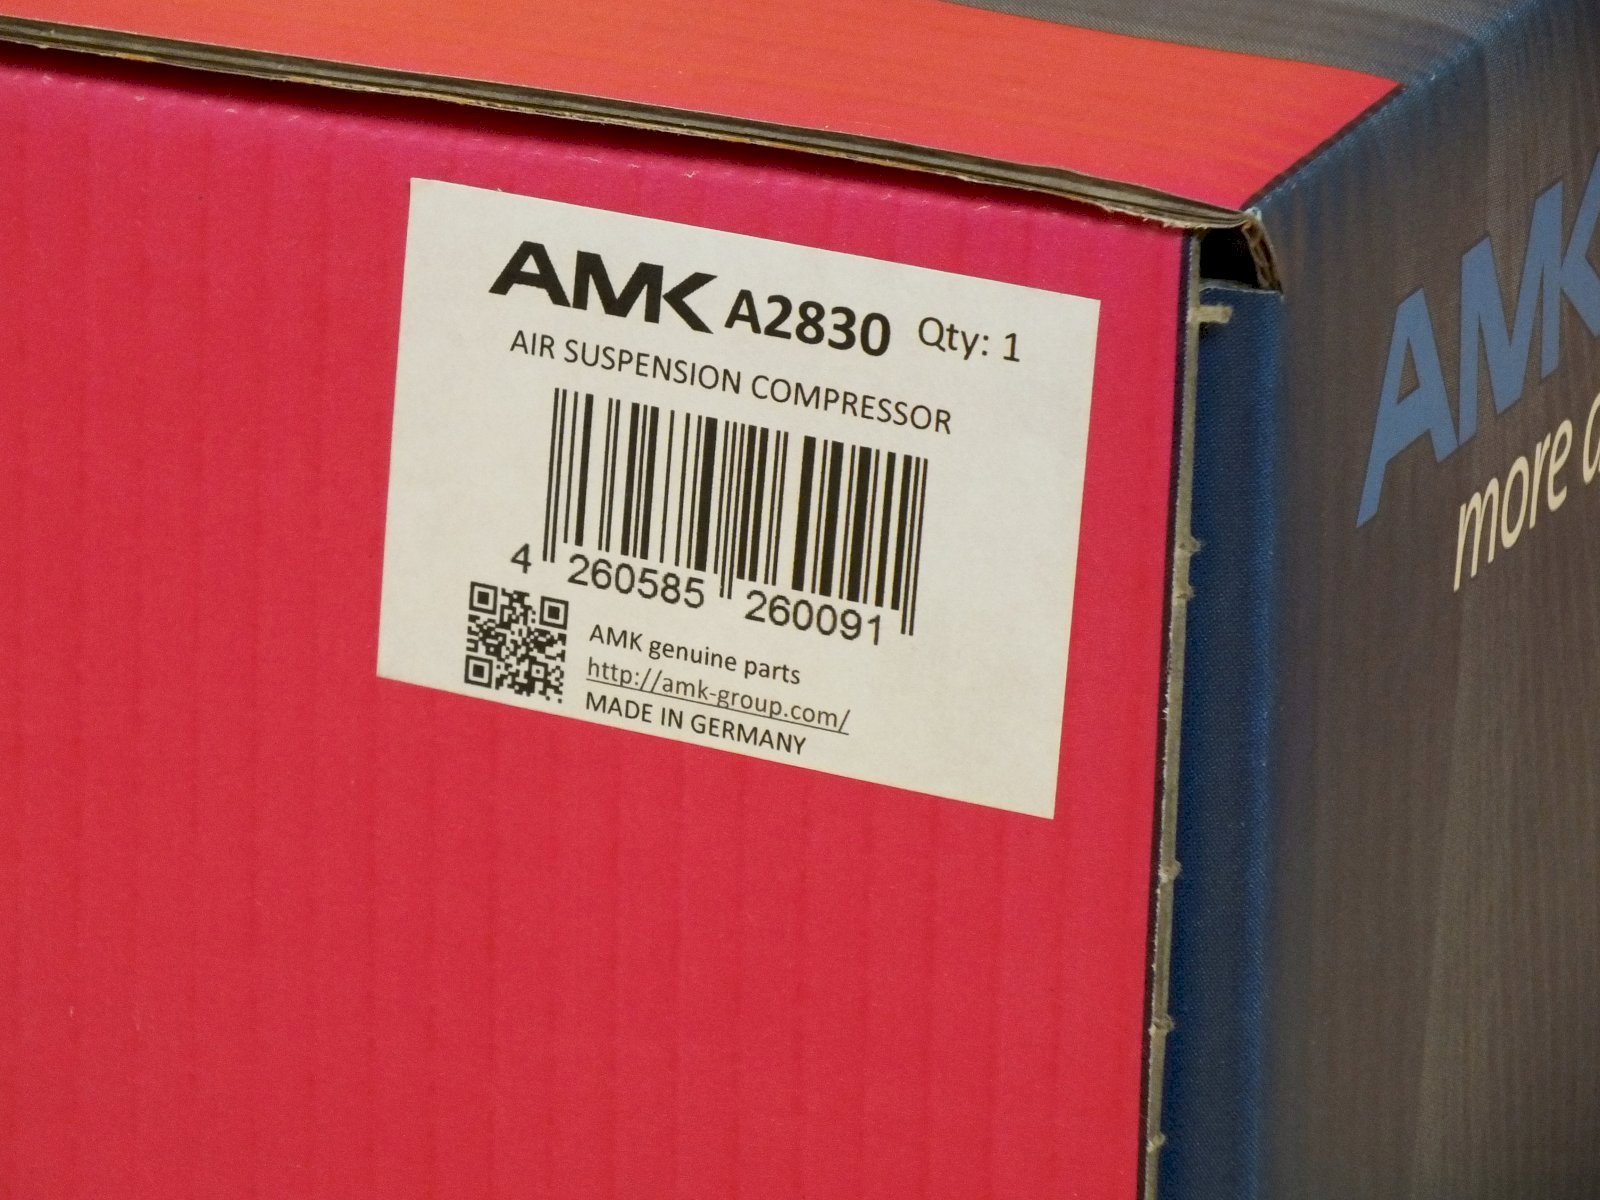 AMK A2830 Qty: 1
AIR SUSPENSION COMPRESSOR
4 260585 260091
AMK genuine parts
http://amk-group.com/
MADE IN GERMANY
AMK
more